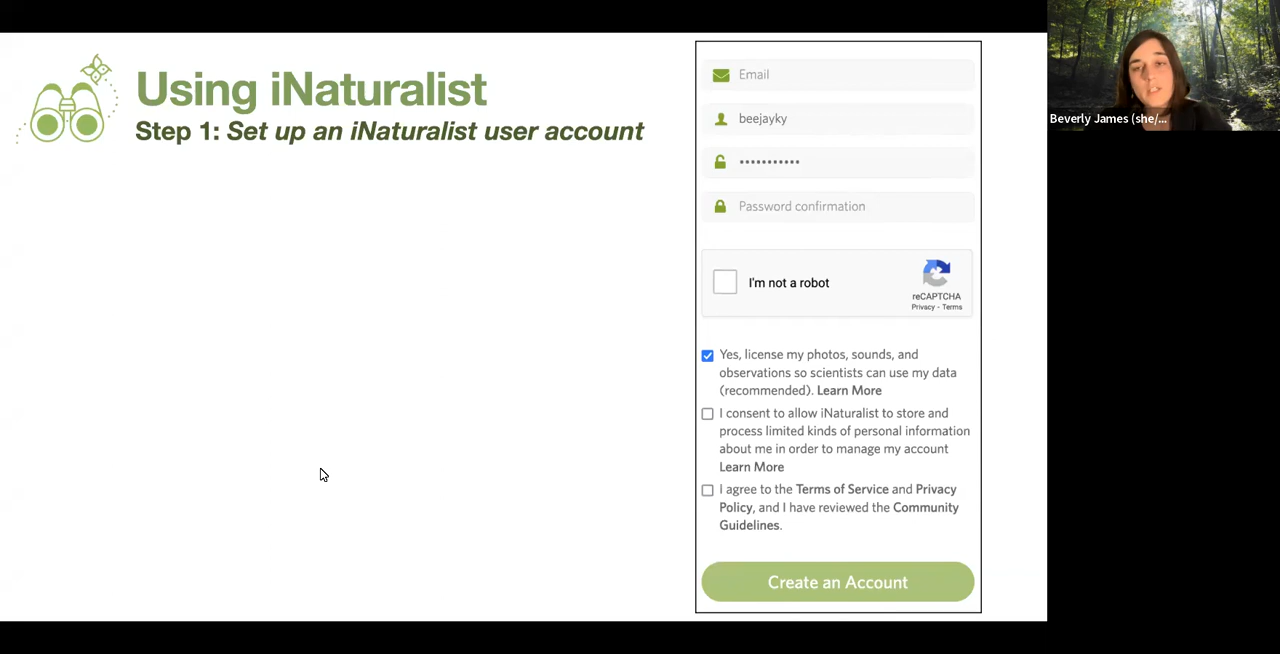 Using iNaturalist
Step 1: Set up an iNaturalist user account
Email
beejayky
•••••••••••
Password confirmation
I'm not a robot
reCAPTCHA
Privacy - Terms
Yes, license my photos, sounds, and
observations so scientists can use my data
(recommended). Learn More
I consent to allow iNaturalist to store and
process limited kinds of personal information
about me in order to manage my account
Learn More
I agree to the Terms of Service and Privacy
Policy, and I have reviewed the Community
Guidelines.
Create an Account
Beverly James (she/...